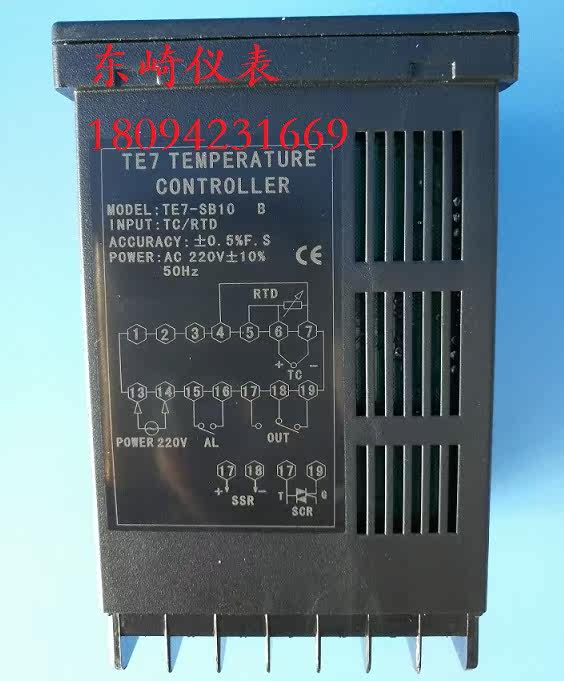 东崎仪表
18094231669
TE7 TEMPERATURE
CONTROLLER
MODEL:TE7-SB10 B
INPUT:TC/RTD
ACCURACY:±0.5%F.S
POWER:AC 220V±10%
50Hz
CE
RTD
1 2 3 4 5 6 7
+ TC −
13 14 15 16 17 18 19
POWER 220V AL OUT
17 18 17 19
+ SSR − T SCR G